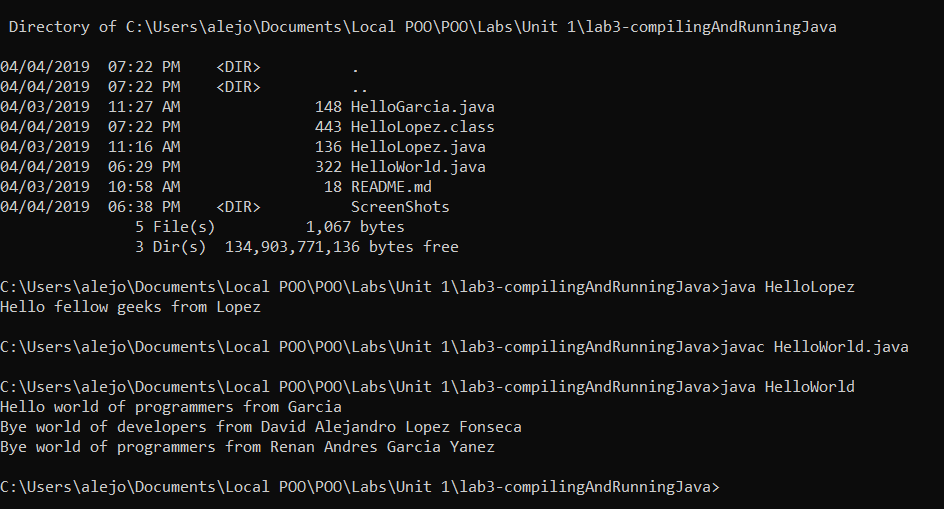 Directory of C:\Users\alejo\Documents\Local POO\POO\Labs\Unit 1\lab3-compilingAndRunningJava
04/04/2019  07:22 PM    <DIR>          .
04/04/2019  07:22 PM    <DIR>          ..
04/03/2019  11:27 AM               148 HelloGarcia.java
04/04/2019  07:22 PM               443 HelloLopez.class
04/03/2019  11:16 AM               136 HelloLopez.java
04/04/2019  06:29 PM               322 HelloWorld.java
04/03/2019  10:58 AM                18 README.md
04/04/2019  06:38 PM    <DIR>          ScreenShots
               5 File(s)          1,067 bytes
               3 Dir(s)  134,903,771,136 bytes free
C:\Users\alejo\Documents\Local POO\POO\Labs\Unit 1\lab3-compilingAndRunningJava>java HelloLopez
Hello fellow geeks from Lopez
C:\Users\alejo\Documents\Local POO\POO\Labs\Unit 1\lab3-compilingAndRunningJava>javac HelloWorld.java
C:\Users\alejo\Documents\Local POO\POO\Labs\Unit 1\lab3-compilingAndRunningJava>java HelloWorld
Hello world of programmers from Garcia
Bye world of developers from David Alejandro Lopez Fonseca
Bye world of programmers from Renan Andres Garcia Yanez
C:\Users\alejo\Documents\Local POO\POO\Labs\Unit 1\lab3-compilingAndRunningJava>